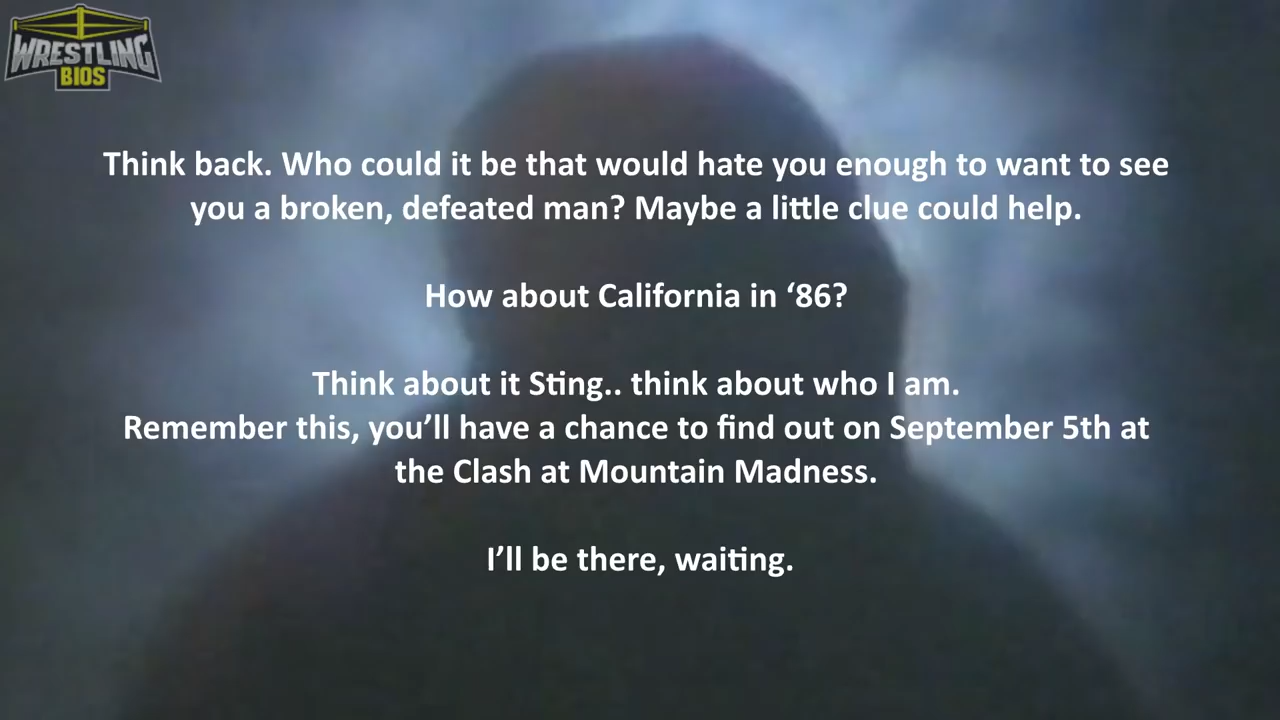 WRESTLING
BIOS
Think back. Who could it be that would hate you enough to want to see
you a broken, defeated man? Maybe a little clue could help.
How about California in ‘86?
Think about it Sting.. think about who I am.
Remember this, you’ll have a chance to find out on September 5th at
the Clash at Mountain Madness.
I’ll be there, waiting.